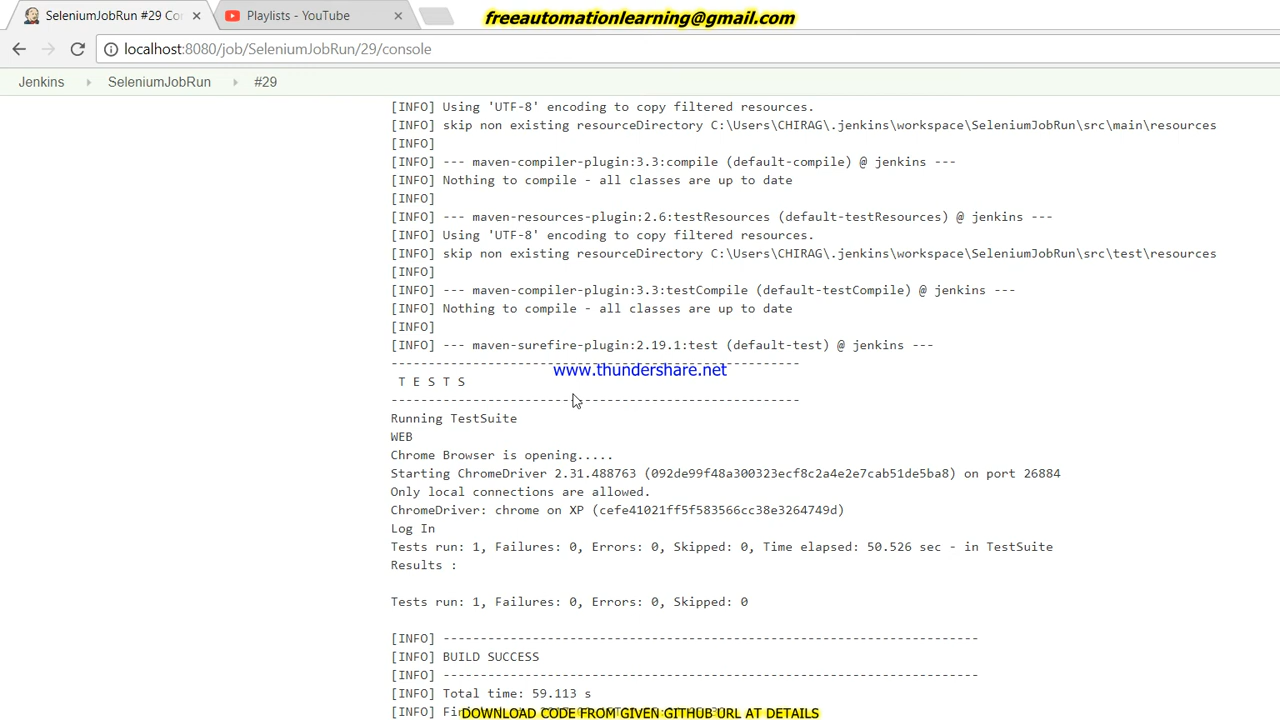 SeleniumJobRun #29 Co
Playlists - YouTube
freeautomationlearning@gmail.com
localhost:8080/job/SeleniumJobRun/29/console
Jenkins SeleniumJobRun #29
[INFO] Using 'UTF-8' encoding to copy filtered resources.
[INFO] skip non existing resourceDirectory C:\Users\CHIRAG\.jenkins\workspace\SeleniumJobRun\src\main\resources
[INFO]
[INFO] --- maven-compiler-plugin:3.3:compile (default-compile) @ jenkins ---
[INFO] Nothing to compile - all classes are up to date
[INFO]
[INFO] --- maven-resources-plugin:2.6:testResources (default-testResources) @ jenkins ---
[INFO] Using 'UTF-8' encoding to copy filtered resources.
[INFO] skip non existing resourceDirectory C:\Users\CHIRAG\.jenkins\workspace\SeleniumJobRun\src\test\resources
[INFO]
[INFO] --- maven-compiler-plugin:3.3:testCompile (default-testCompile) @ jenkins ---
[INFO] Nothing to compile - all classes are up to date
[INFO]
[INFO] --- maven-surefire-plugin:2.19.1:test (default-test) @ jenkins ---
-------------------------------------------------------
www.thundershare.net
T E S T S
-------------------------------------------------------
Running TestSuite
WEB
Chrome Browser is opening.....
Starting ChromeDriver 2.31.488763 (092de99f48a300323ecf8c2a4e2e7cab51de5ba8) on port 26884
Only local connections are allowed.
ChromeDriver: chrome on XP (cefe41021ff5f583566cc38e3264749d)
Log In
Tests run: 1, Failures: 0, Errors: 0, Skipped: 0, Time elapsed: 50.526 sec - in TestSuite
Results :
Tests run: 1, Failures: 0, Errors: 0, Skipped: 0
[INFO] ------------------------------------------------------------------------
[INFO] BUILD SUCCESS
[INFO] ------------------------------------------------------------------------
[INFO] Total time: 59.113 s
[INFO]
DOWNLOAD CODE FROM GIVEN GITHUB URL AT DETAILS